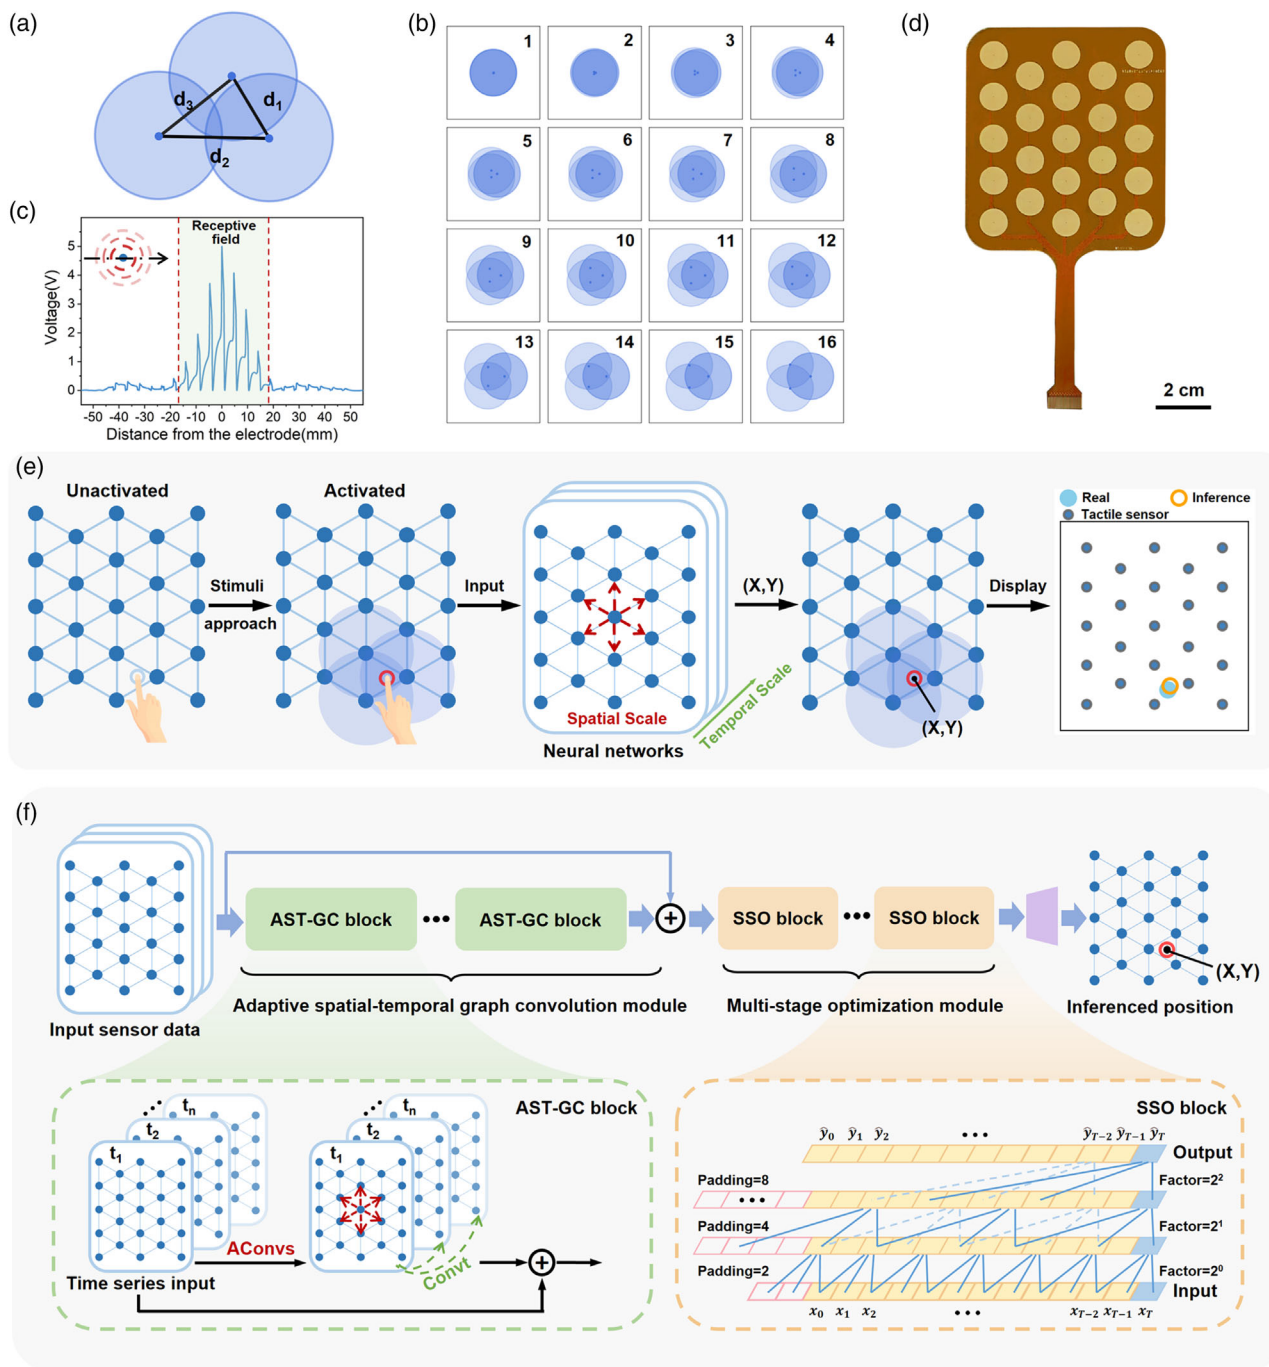 (a)
d3
d1
d2
(b)
1
2
3
4
5
6
7
8
9
10
11
12
13
14
15
16
(c)
Receptive
field
Voltage(V)
5
4
3
2
1
0
-50 -40 -30 -20 -10 0 10 20 30 40 50
Distance from the electrode(mm)
(d)
2 cm
(e)
Unactivated
Stimuli
approach
Activated
Input
Spatial Scale
Neural networks
Temporal Scale
(X,Y)
(X,Y)
Display
Real
Inference
Tactile sensor
(f)
Input sensor data
AST-GC block
AST-GC block
+
SSO block
SSO block
(X,Y)
Adaptive spatial-temporal graph convolution module
Multi-stage optimization module
Inferenced position
AST-GC block
tn
t2
t1
Time series input
AConvs
tn
t2
t1
Convt
+
SSO block
ŷ0 ŷ1 ŷ2 ••• ŷT−2 ŷT−1 ŷT
Output
Padding=8
Factor=2²
Padding=4
Factor=2¹
Padding=2
Factor=2⁰
Input
x0 x1 x2 ••• xT−2 xT−1 xT